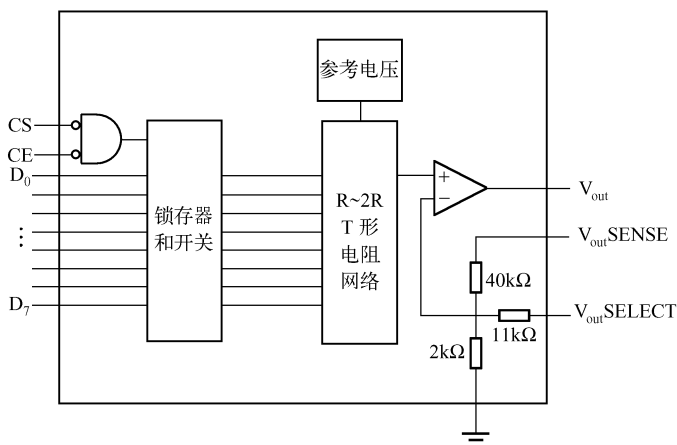 参考电压
CS
CE
D₀
⋮
D₇
锁存器
和开关
R~2R
T 形
电阻
网络
+
−
Vout
VoutSENSE
40kΩ
VoutSELECT
11kΩ
2kΩ